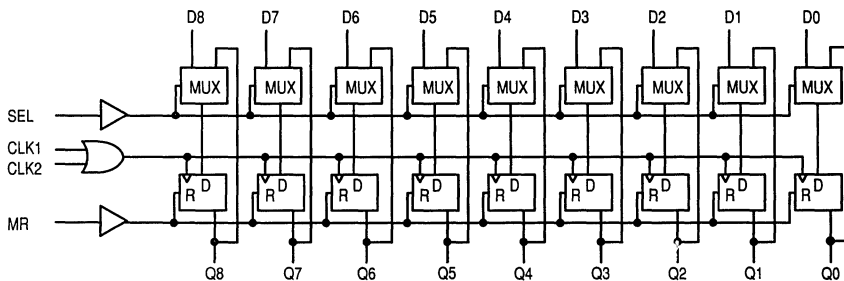 D8 D7 D6 D5 D4 D3 D2 D1 D0
MUX MUX MUX MUX MUX MUX MUX MUX MUX
SEL
CLK1
CLK2
D D D D D D D D D
R R R R R R R R R
MR
Q8 Q7 Q6 Q5 Q4 Q3 Q2 Q1 Q0